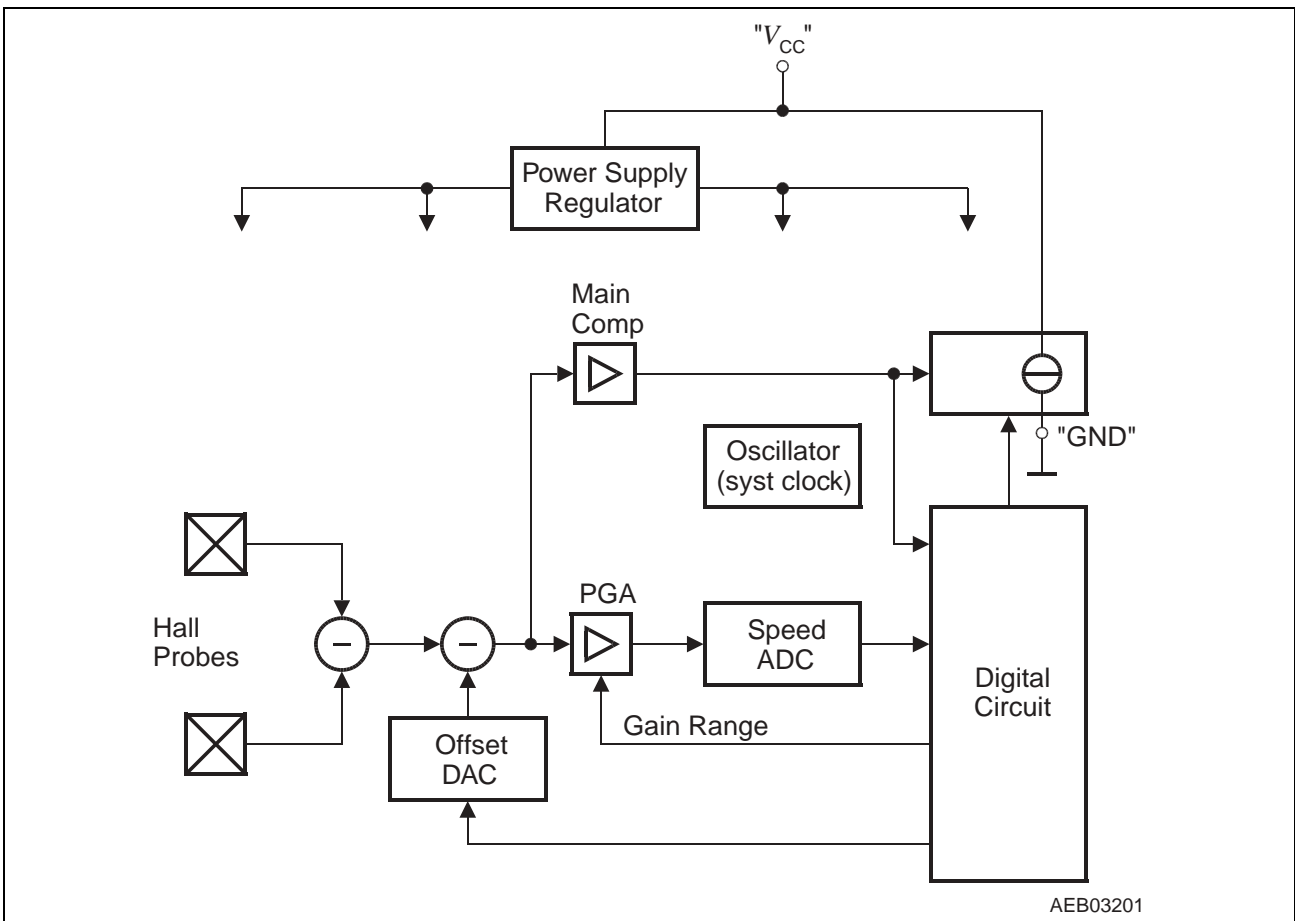 "VCC"
Power Supply
Regulator
Main
Comp
"GND"
Oscillator
(syst clock)
PGA
Hall
Probes
-
-
Speed
ADC
Digital
Circuit
Gain Range
Offset
DAC
AEB03201